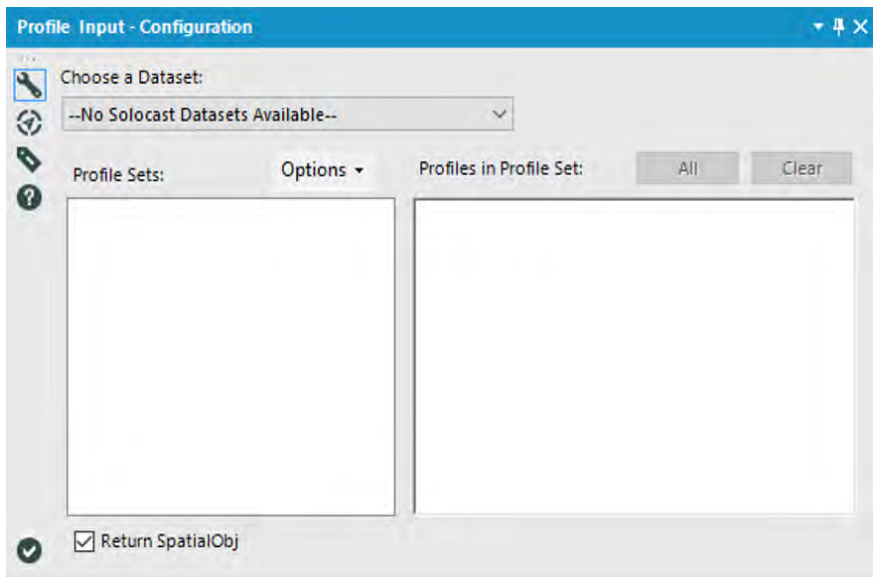 Profile Input - Configuration
Choose a Dataset:
--No Solocast Datasets Available--
Profile Sets:
Options
Profiles in Profile Set:
All
Clear
Return SpatialObj